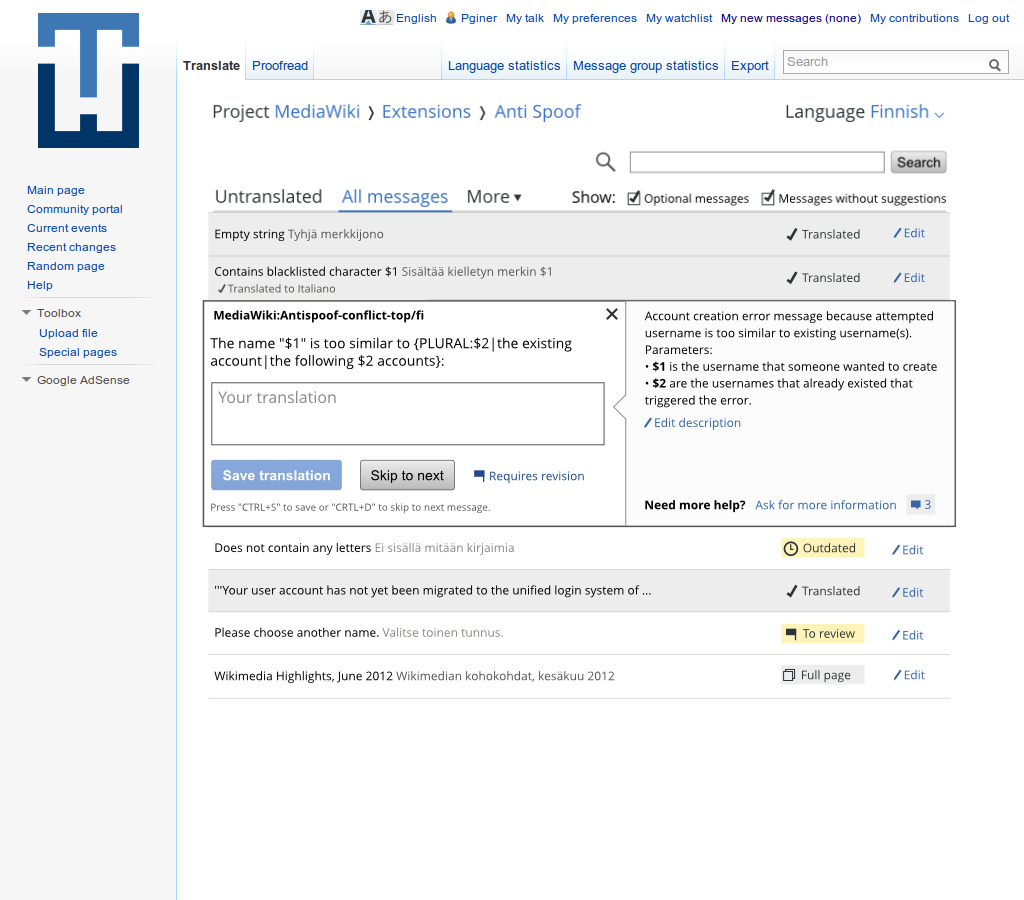 Aあ English Pginer My talk My preferences My watchlist My new messages (none) My contributions Log out
Translate Proofread Language statistics Message group statistics Export Search
Project MediaWiki ❭ Extensions ❭ Anti Spoof Language Finnish
Search
Untranslated All messages More ▾ Show: Optional messages Messages without suggestions
Main page
Community portal
Current events
Recent changes
Random page
Help
Toolbox
Upload file
Special pages
Google AdSense
Empty string Tyhjä merkkijono Translated Edit
Contains blacklisted character $1 Sisältää kielletyn merkin $1 Translated Edit
Translated to Italiano
MediaWiki:Antispoof-conflict-top/fi
The name "$1" is too similar to {PLURAL:$2|the existing
account|the following $2 accounts}:
Your translation
Save translation Skip to next Requires revision
Press "CTRL+S" to save or "CRTL+D" to skip to next message.
Account creation error message because attempted
username is too similar to existing username(s).
Parameters:
• $1 is the username that someone wanted to create
• $2 are the usernames that already existed that
triggered the error.
Edit description
Need more help? Ask for more information 3
Does not contain any letters Ei sisällä mitään kirjaimia Outdated Edit
'''Your user account has not yet been migrated to the unified login system of ... Translated Edit
Please choose another name. Valitse toinen tunnus. To review Edit
Wikimedia Highlights, June 2012 Wikimedian kohokohdat, kesäkuu 2012 Full page Edit